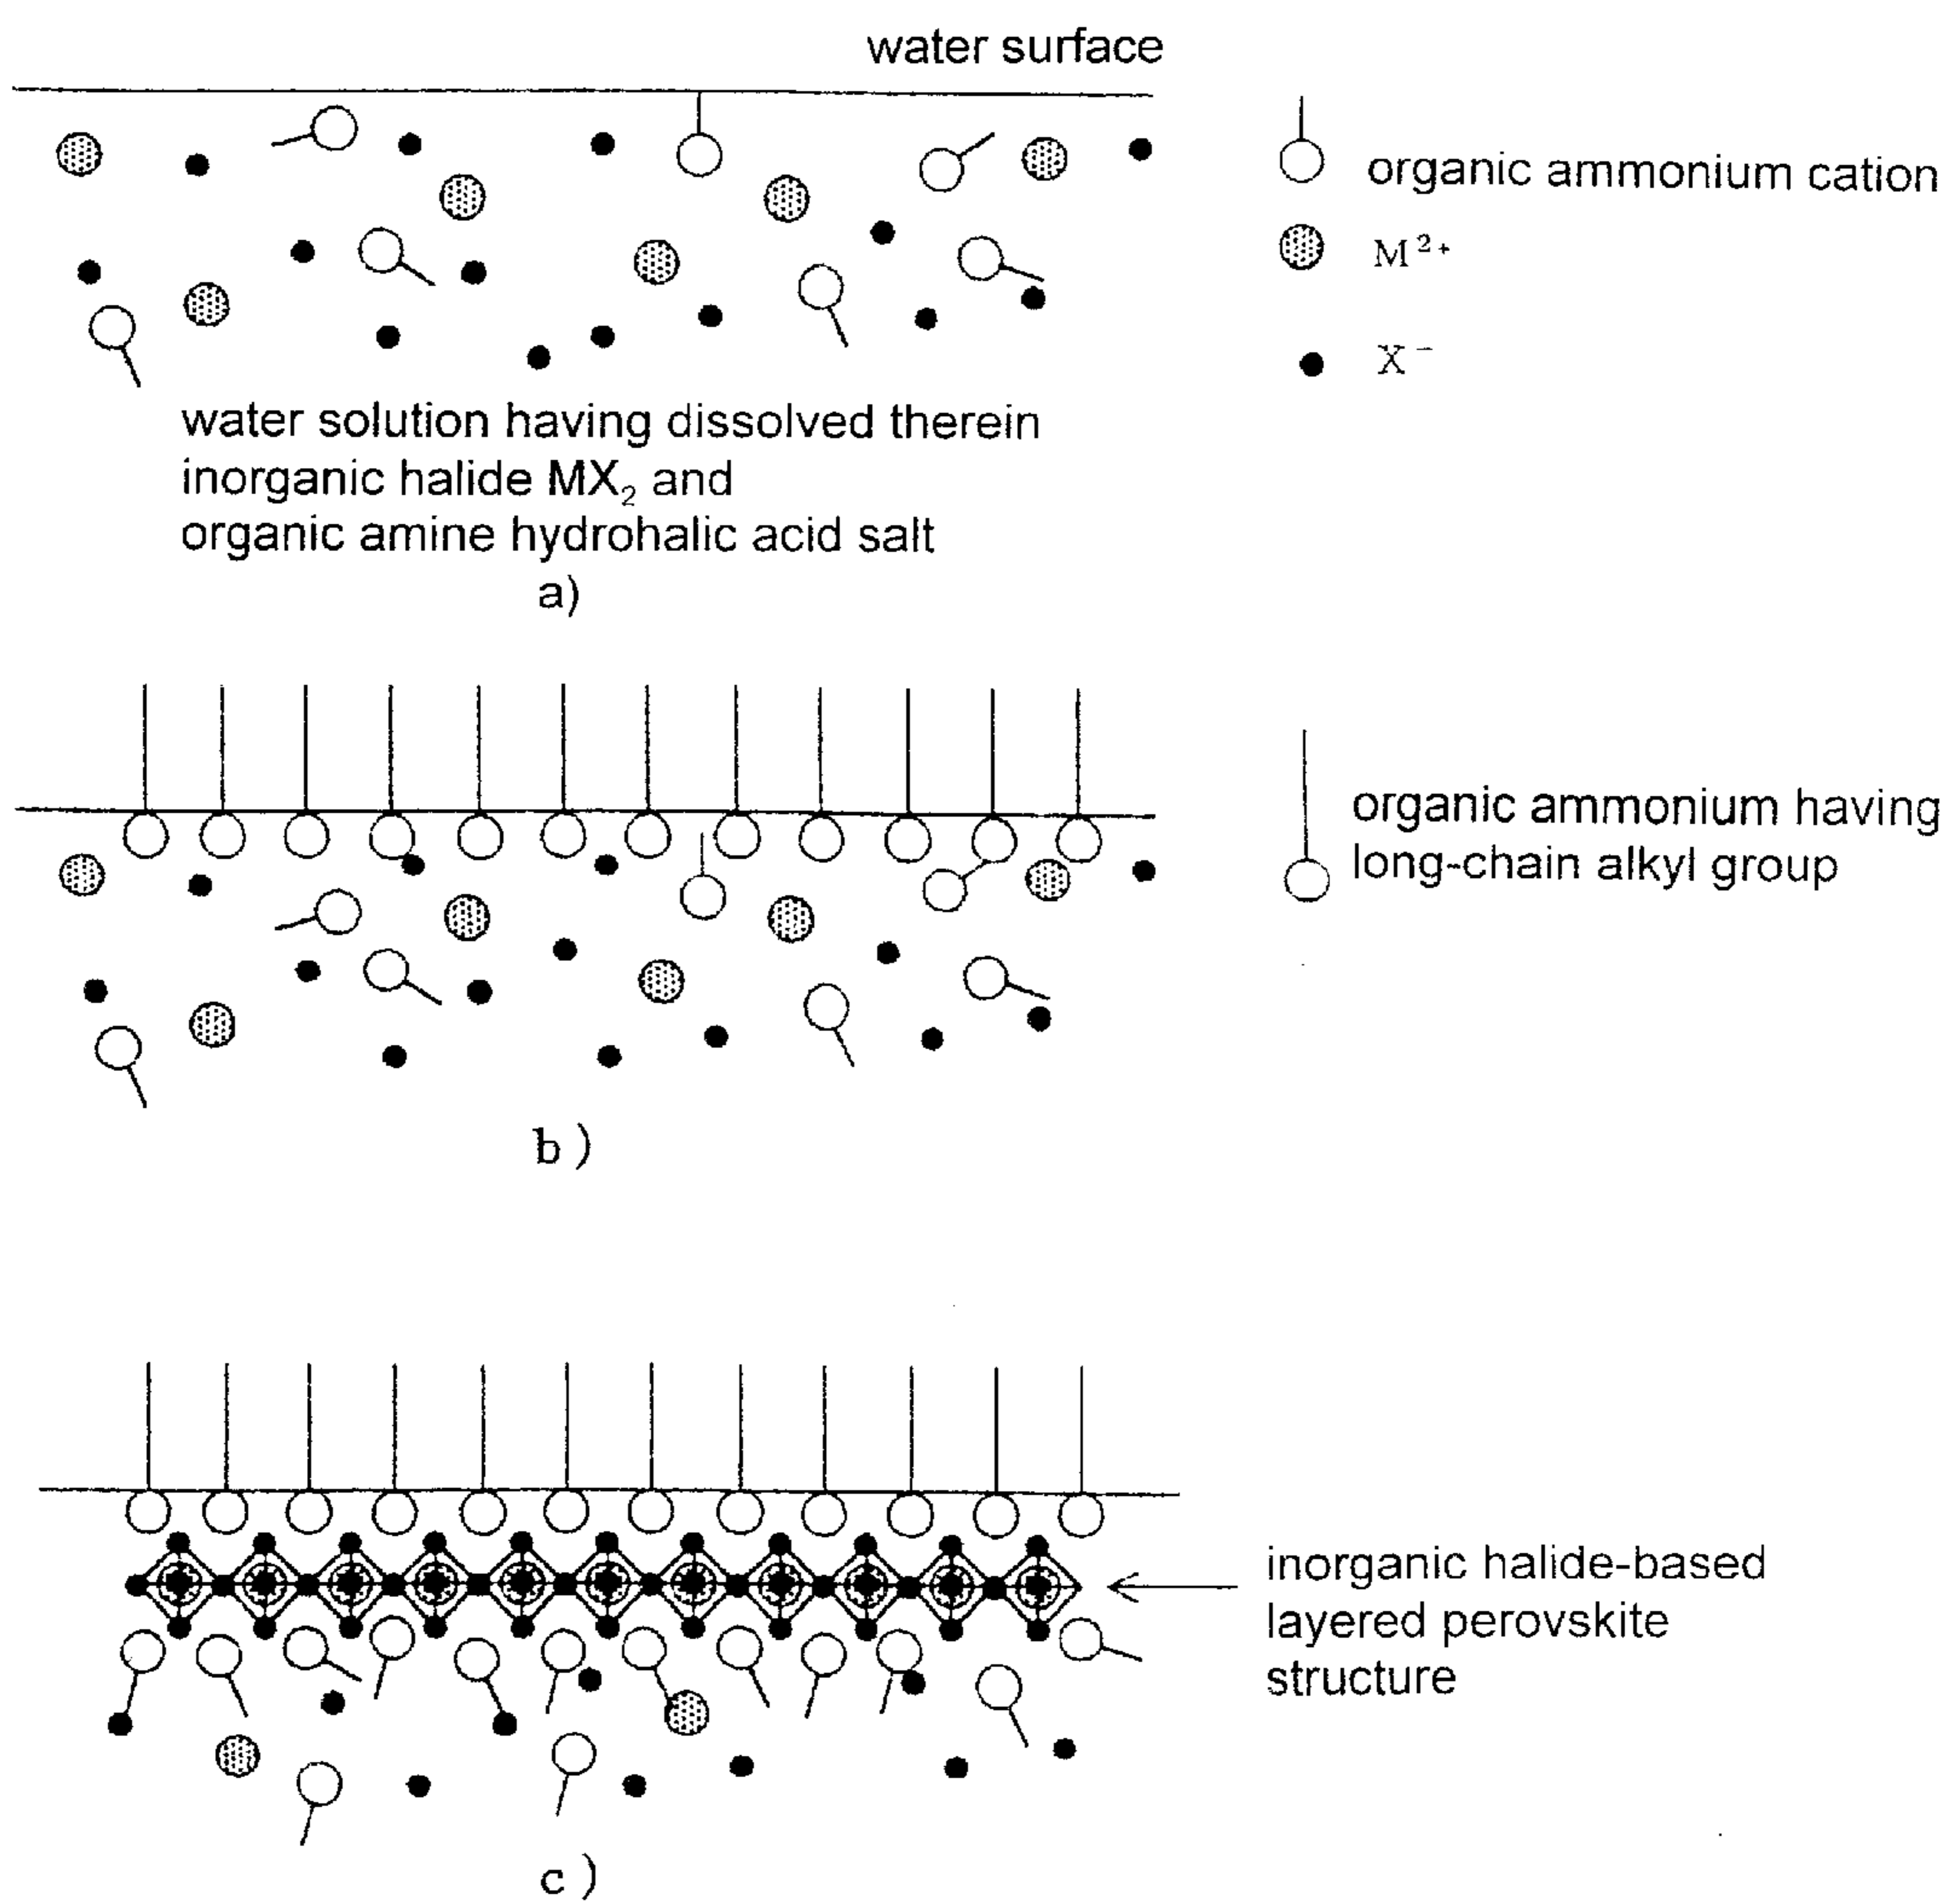 water surface
organic ammonium cation
M²⁺
X⁻
water solution having dissolved therein
inorganic halide MX₂ and
organic amine hydrohalic acid salt
a)
organic ammonium having
long-chain alkyl group
b)
inorganic halide-based
layered perovskite
structure
c)